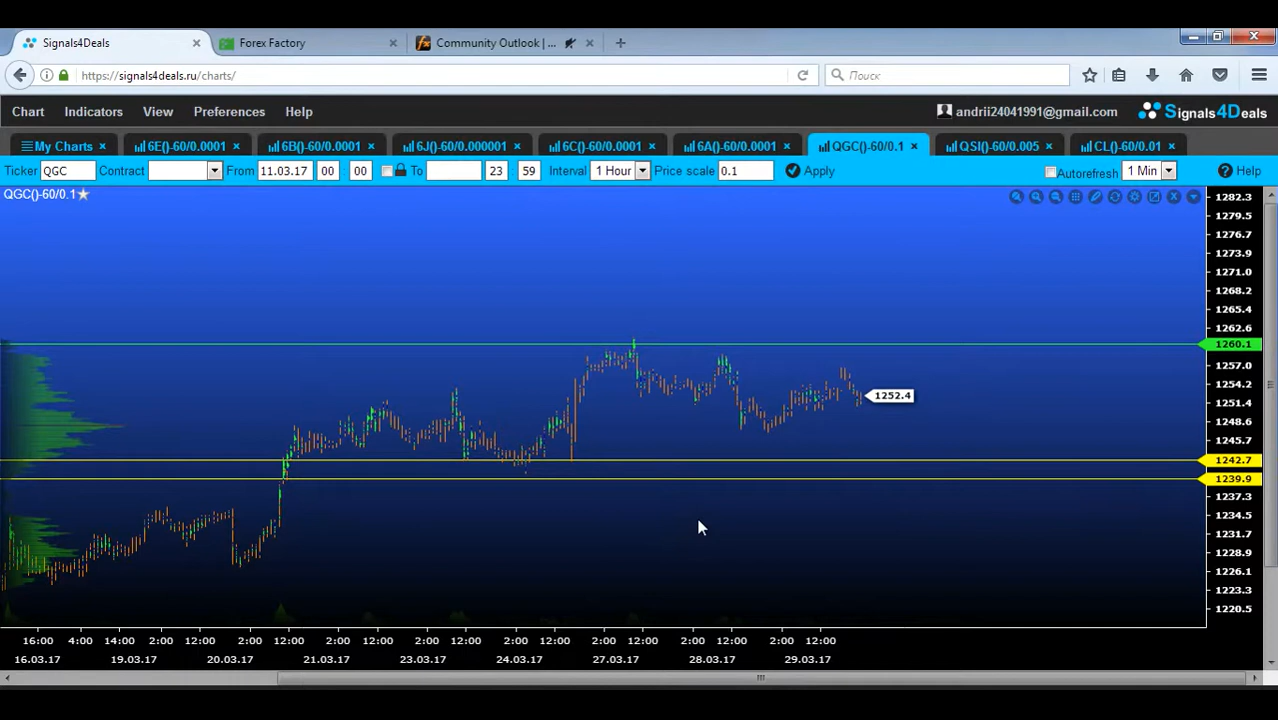 Signals4Deals
Forex Factory
Community Outlook | ...
https://signals4deals.ru/charts/
Поиск
Chart Indicators View Preferences Help
andrii24041991@gmail.com
Signals4Deals
My Charts
6E()-60/0.0001
6B()-60/0.0001
6J()-60/0.000001
6C()-60/0.0001
6A()-60/0.0001
QGC()-60/0.1
QSI()-60/0.005
CL()-60/0.01
Ticker QGC Contract From 11.03.17 00 00 To 23 59 Interval 1 Hour Price scale 0.1 Apply
Autorefresh 1 Min Help
QGC()-60/0.1
1282.3
1279.5
1276.7
1273.9
1271.0
1268.2
1265.4
1262.6
1260.1
1257.0
1254.2
1252.4
1251.4
1248.6
1245.7
1242.7
1239.9
1237.3
1234.5
1231.7
1228.9
1226.1
1223.3
1220.5
16:00 4:00 14:00 2:00 12:00 2:00 12:00 2:00 12:00 2:00 12:00 2:00 12:00 2:00 12:00 2:00 12:00 2:00 12:00
16.03.17 19.03.17 20.03.17 21.03.17 23.03.17 24.03.17 27.03.17 28.03.17 29.03.17